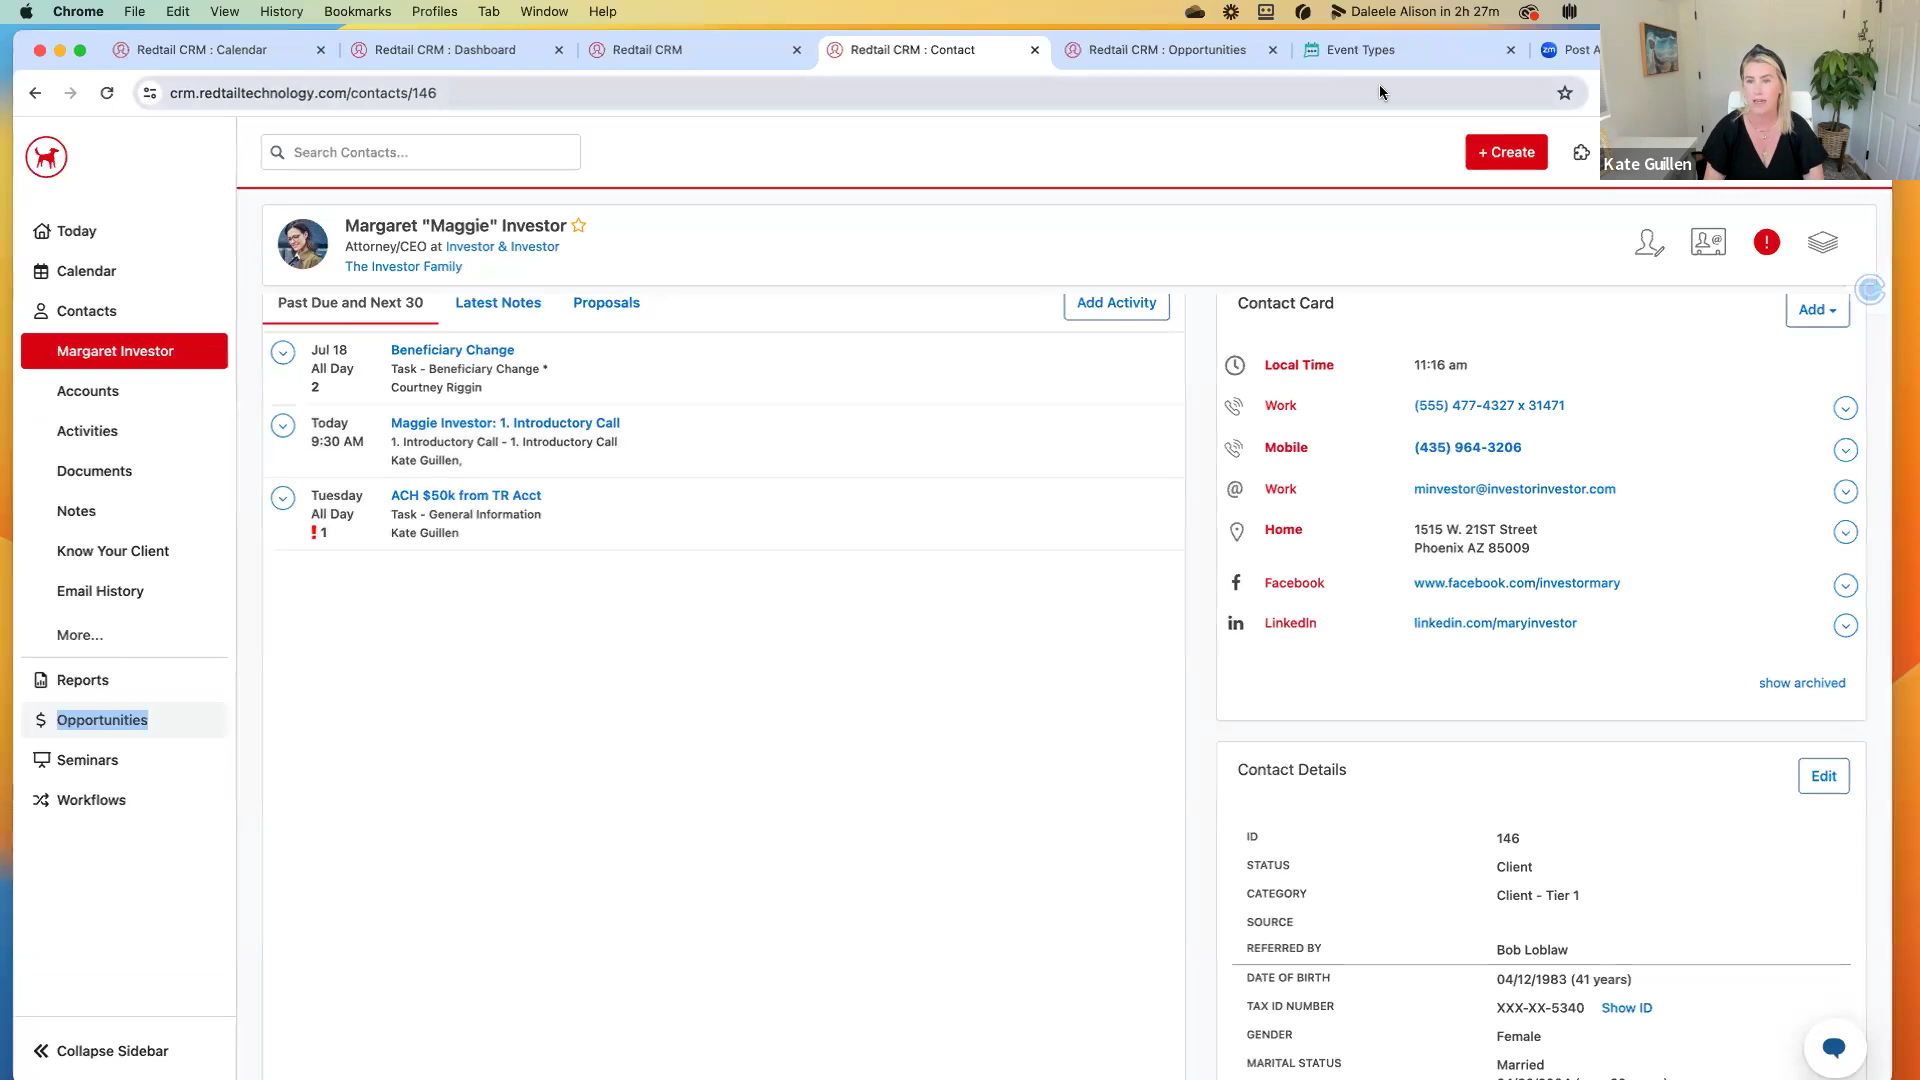 Chrome File Edit View History Bookmarks Profiles Tab Window Help
Daleele Alison in 2h 27m
Redtail CRM : Calendar
Redtail CRM : Dashboard
Redtail CRM
Redtail CRM : Contact
Redtail CRM : Opportunities
Event Types
zm Post A
crm.redtailtechnology.com/contacts/146
Kate Guillen
Search Contacts...
+ Create
Margaret "Maggie" Investor
Attorney/CEO at Investor & Investor
The Investor Family
Today
Calendar
Contacts
Margaret Investor
Accounts
Activities
Documents
Notes
Know Your Client
Email History
More...
Reports
Opportunities
Seminars
Workflows
Collapse Sidebar
Past Due and Next 30
Latest Notes
Proposals
Add Activity
Jul 18
All Day
2
Beneficiary Change
Task - Beneficiary Change *
Courtney Riggin
Today
9:30 AM
Maggie Investor: 1. Introductory Call
1. Introductory Call - 1. Introductory Call
Kate Guillen,
Tuesday
All Day
! 1
ACH $50k from TR Acct
Task - General Information
Kate Guillen
Contact Card
Add
Local Time 11:16 am
Work (555) 477-4327 x 31471
Mobile (435) 964-3206
Work minvestor@investorinvestor.com
Home 1515 W. 21ST Street
Phoenix AZ 85009
Facebook www.facebook.com/investormary
LinkedIn linkedin.com/maryinvestor
show archived
Contact Details
Edit
ID 146
STATUS Client
CATEGORY Client - Tier 1
SOURCE
REFERRED BY Bob Loblaw
DATE OF BIRTH 04/12/1983 (41 years)
TAX ID NUMBER XXX-XX-5340 Show ID
GENDER Female
MARITAL STATUS Married